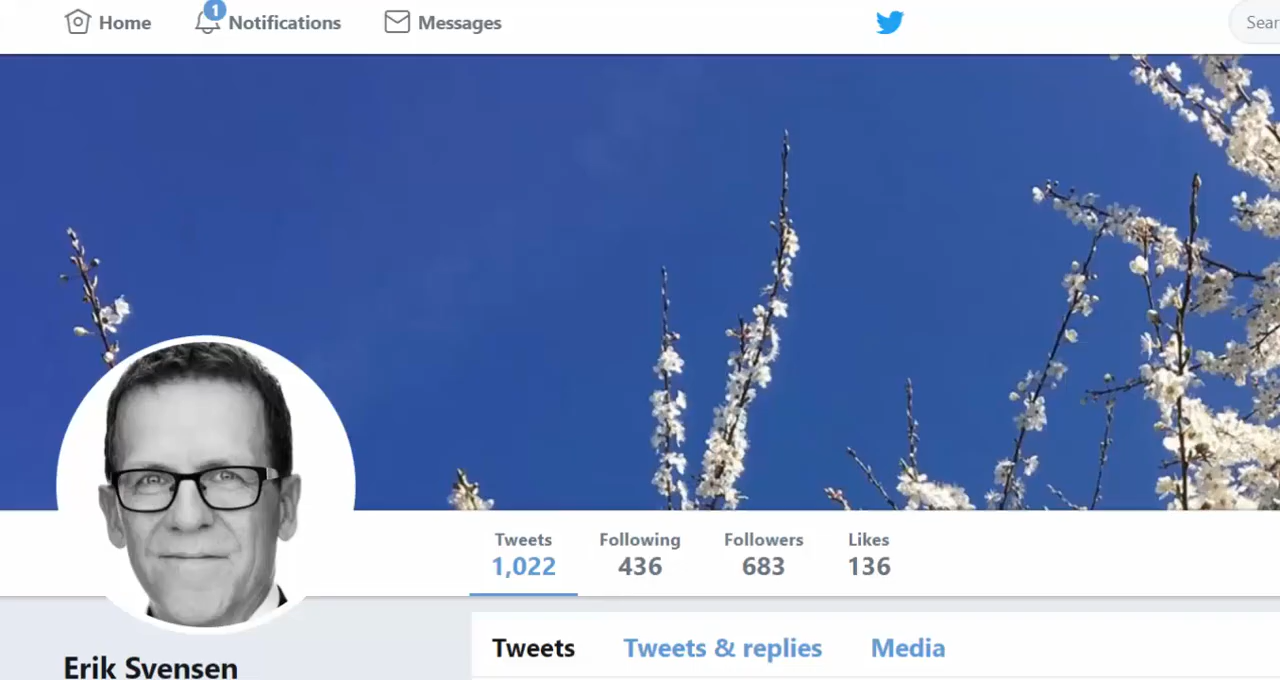 Home
1
Notifications
Messages
Sear
Tweets
1,022
Following
436
Followers
683
Likes
136
Tweets
Tweets & replies
Media
Erik Svensen